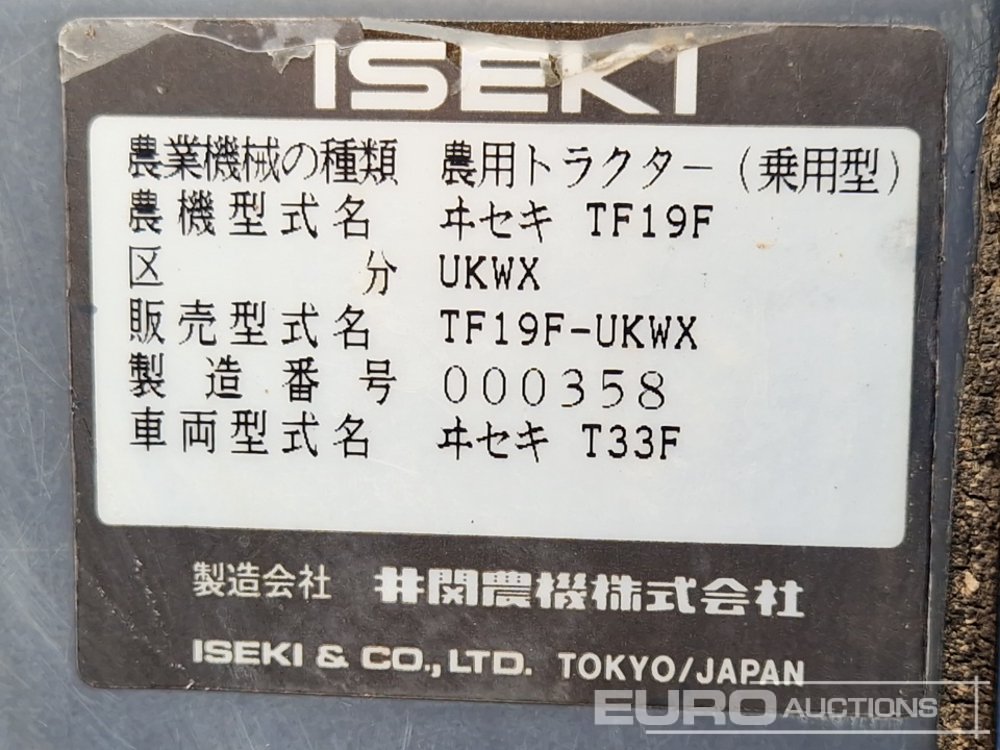 ISEKI
農業機械の種類 農用トラクター(乗用型)
農機型式名 ヰセキ TF19F
区分 UKWX
販売型式名 TF19F-UKWX
製造番号 000358
車両型式名 ヰセキ T33F
製造会社 井関農機株式会社
ISEKI & CO., LTD. TOKYO/JAPAN
EURO AUCTIONS